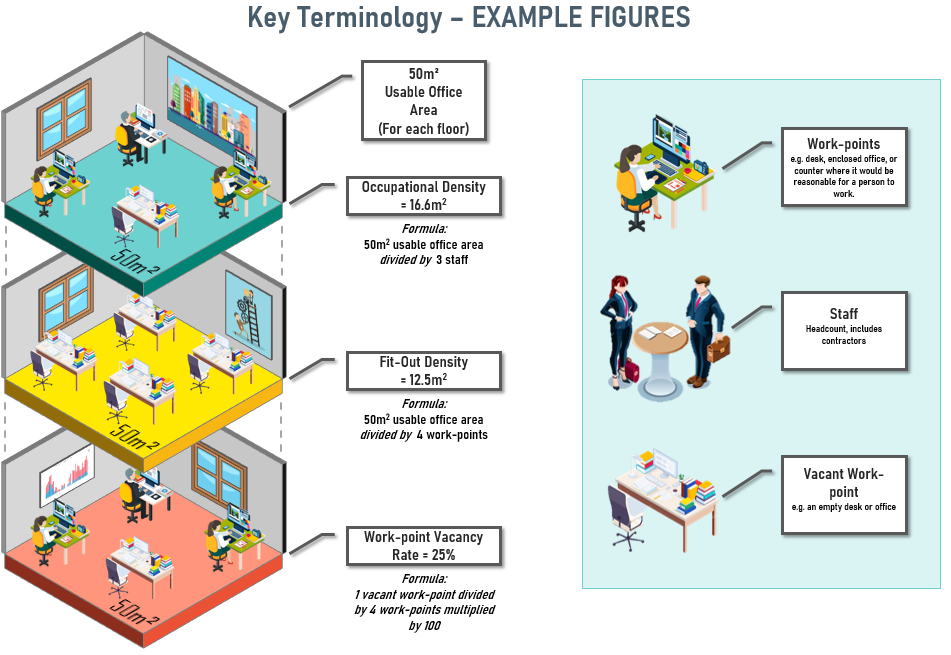 Key Terminology – EXAMPLE FIGURES
50m²
Usable Office
Area
(For each floor)
Occupational Density
= 16.6m²
Formula:
50m² usable office area
divided by 3 staff
50m²
Fit-Out Density
= 12.5m²
Formula:
50m² usable office area
divided by 4 work-points
50m²
Work-point Vacancy
Rate = 25%
Formula:
1 vacant work-point divided
by 4 work-points multiplied
by 100
50m²
Work-points
e.g. desk, enclosed office, or
counter where it would be
reasonable for a person to
work.
Staff
Headcount, includes
contractors
Vacant Work-
point
e.g. an empty desk or office